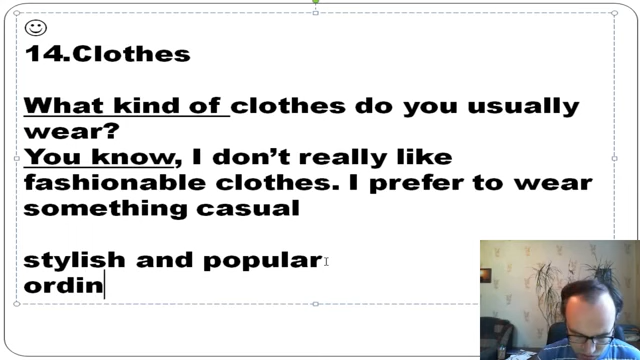 14.Clothes
What kind of clothes do you usually
wear?
You know, I don't really like
fashionable clothes. I prefer to wear
something casual
stylish and popular
ordin